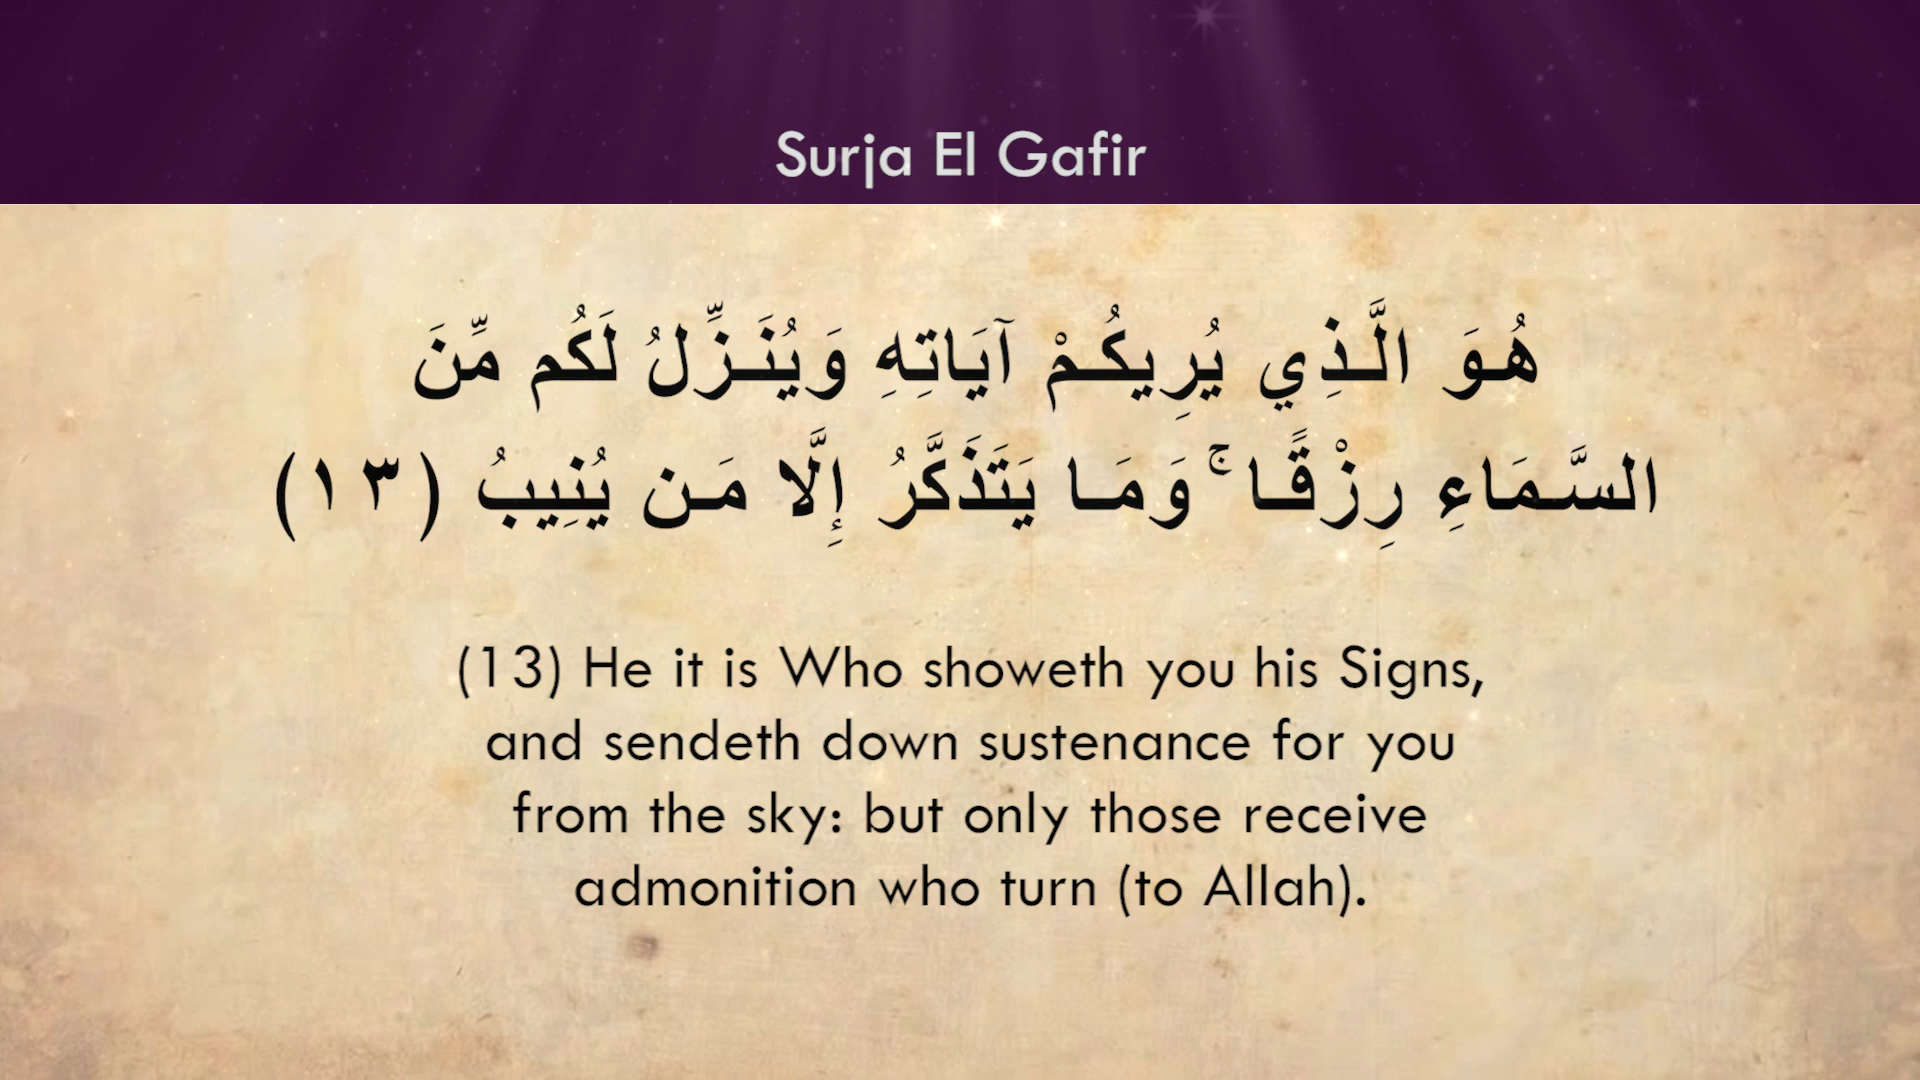 Surja El Gafir
هُوَ الَّذِي يُرِيكُمْ آيَاتِهِ وَيُنَزِّلُ لَكُم مِّنَ
السَّمَاءِ رِزْقًا ۚ وَمَا يَتَذَكَّرُ إِلَّا مَن يُنِيبُ (١٣)
(13) He it is Who showeth you his Signs,
and sendeth down sustenance for you
from the sky: but only those receive
admonition who turn (to Allah).